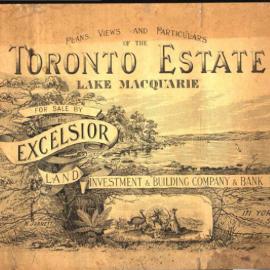 PLANS VIEWS AND PARTICULARS
OF THE
TORONTO ESTATE
LAKE MACQUARIE
FOR SALE BY
EXCELSIOR
LAND
INVESTMENT & BUILDING COMPANY & BANK